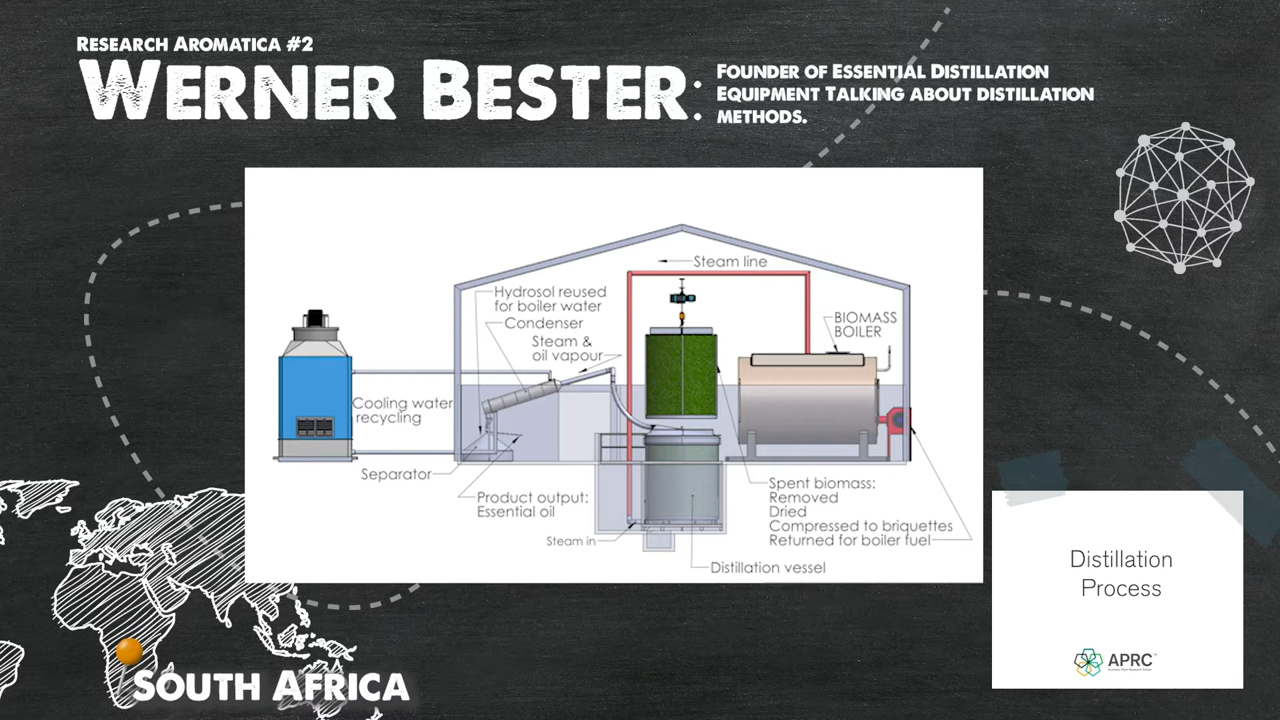 Research Aromatica #2
Werner Bester:
Founder of Essential Distillation
Equipment Talking about distillation
methods.
Steam line
Hydrosol reused
for boiler water
Condenser
Steam &
oil vapour
BIOMASS
BOILER
Cooling water
recycling
Separator
Product output:
Essential oil
Steam in
Spent biomass:
Removed
Dried
Compressed to briquettes
Returned for boiler fuel
Distillation vessel
Distillation
Process
APRC
South Africa